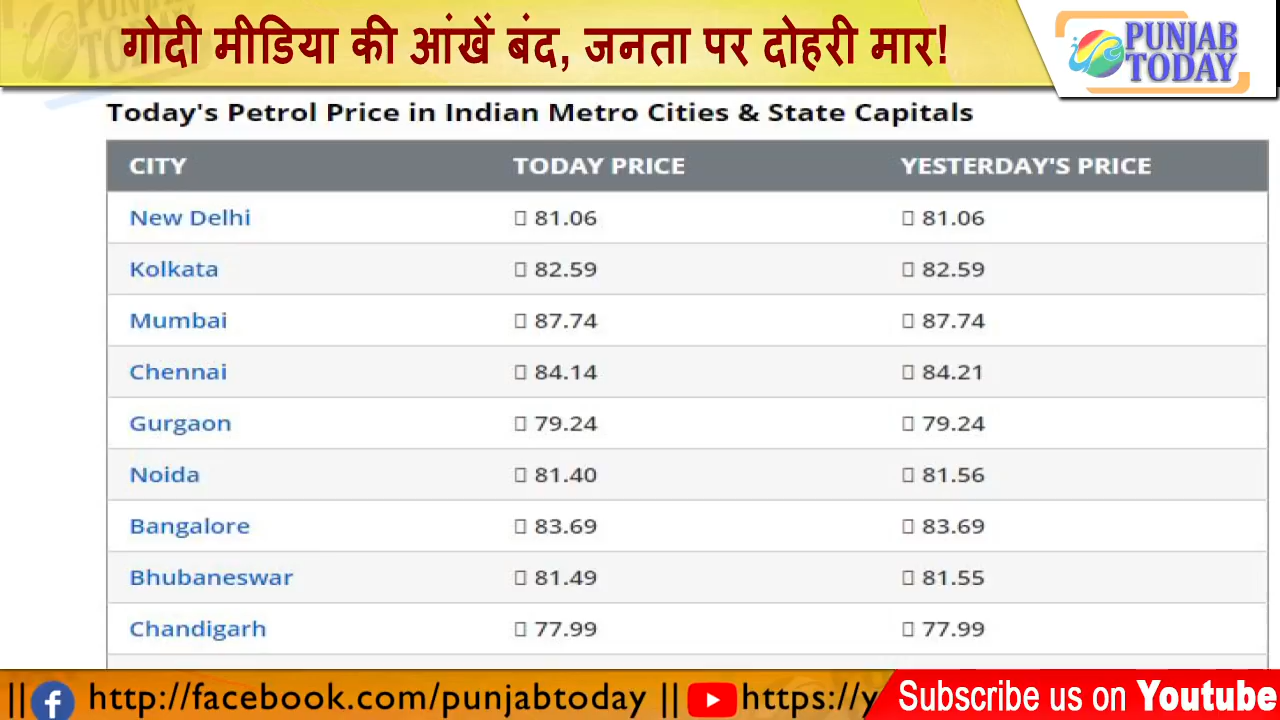 गोदी मीडिया की आंखें बंद, जनता पर दोहरी मार!
PUNJAB
TODAY
Today's Petrol Price in Indian Metro Cities & State Capitals
CITY TODAY PRICE YESTERDAY'S PRICE
New Delhi 81.06 81.06
Kolkata 82.59 82.59
Mumbai 87.74 87.74
Chennai 84.14 84.21
Gurgaon 79.24 79.24
Noida 81.40 81.56
Bangalore 83.69 83.69
Bhubaneswar 81.49 81.55
Chandigarh 77.99 77.99
|| http://facebook.com/punjabtoday || https://y Subscribe us on Youtube